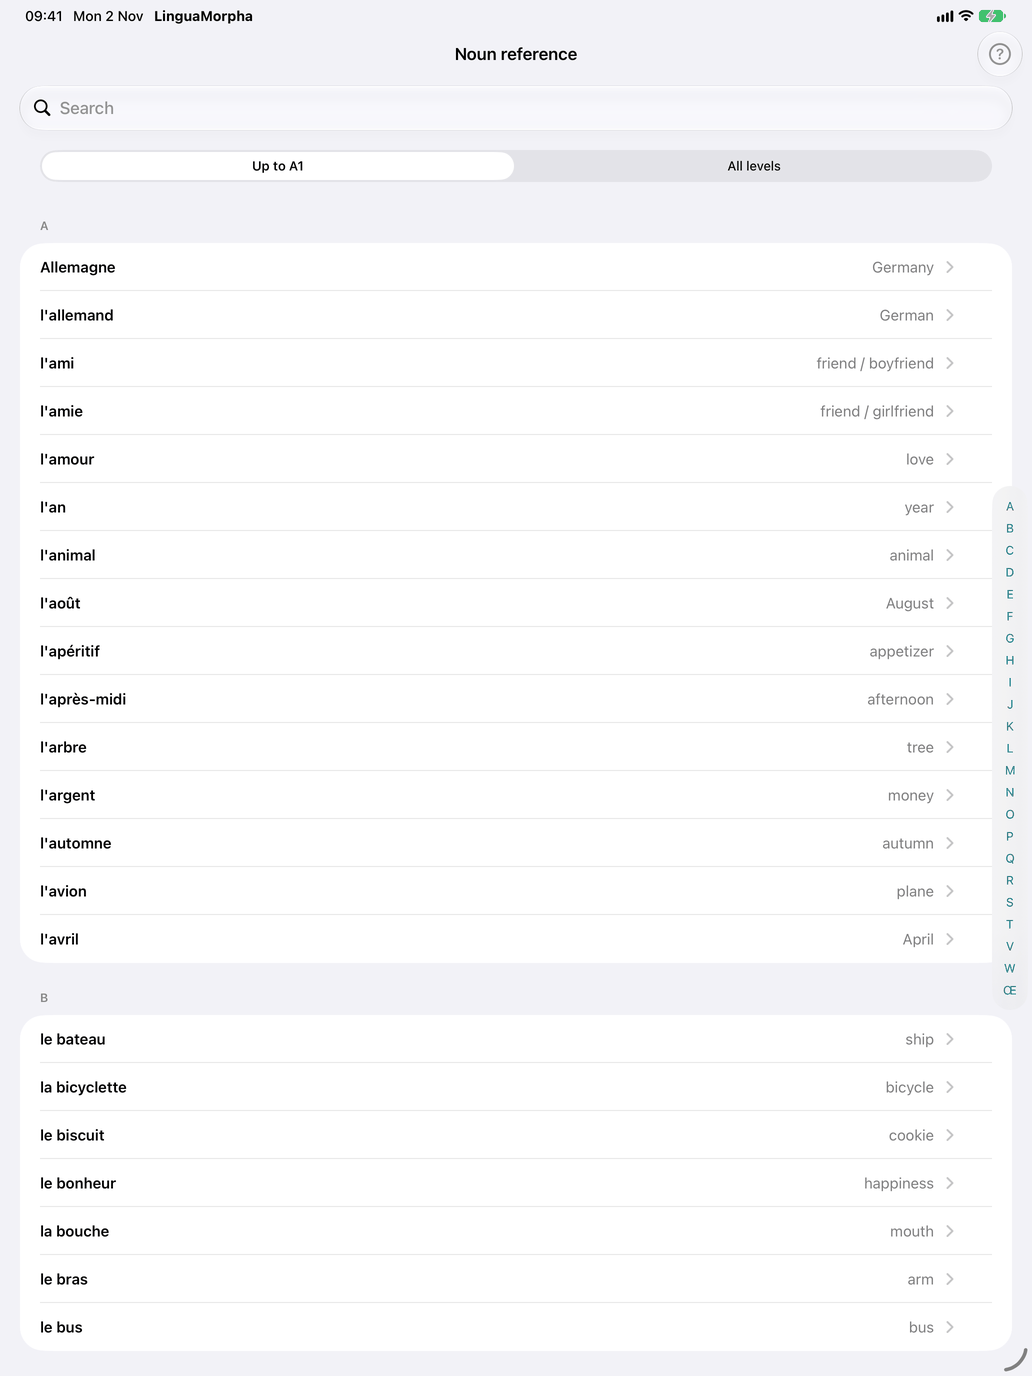 09:41 Mon 2 Nov LinguaMorpha
Noun reference
?
Search
Up to A1
All levels
A
Allemagne Germany
l'allemand German
l'ami friend / boyfriend
l'amie friend / girlfriend
l'amour love
l'an year
l'animal animal
l'août August
l'apéritif appetizer
l'après-midi afternoon
l'arbre tree
l'argent money
l'automne autumn
l'avion plane
l'avril April
B
le bateau ship
la bicyclette bicycle
le biscuit cookie
le bonheur happiness
la bouche mouth
le bras arm
le bus bus
A
B
C
D
E
F
G
H
I
J
K
L
M
N
O
P
Q
R
S
T
V
W
Œ